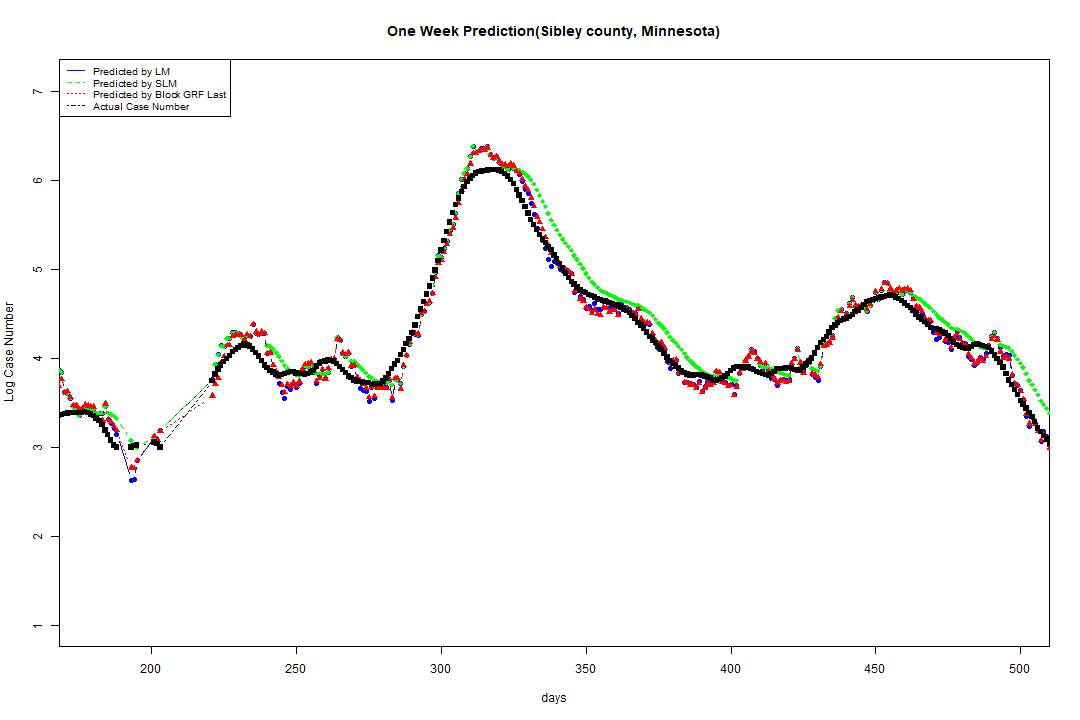 One Week Prediction(Sibley county, Minnesota)
Predicted by LM
Predicted by SLM
Predicted by Block GRF Last
Actual Case Number
7
6
5
4
3
2
1
Log Case Number
200 250 300 350 400 450 500
days